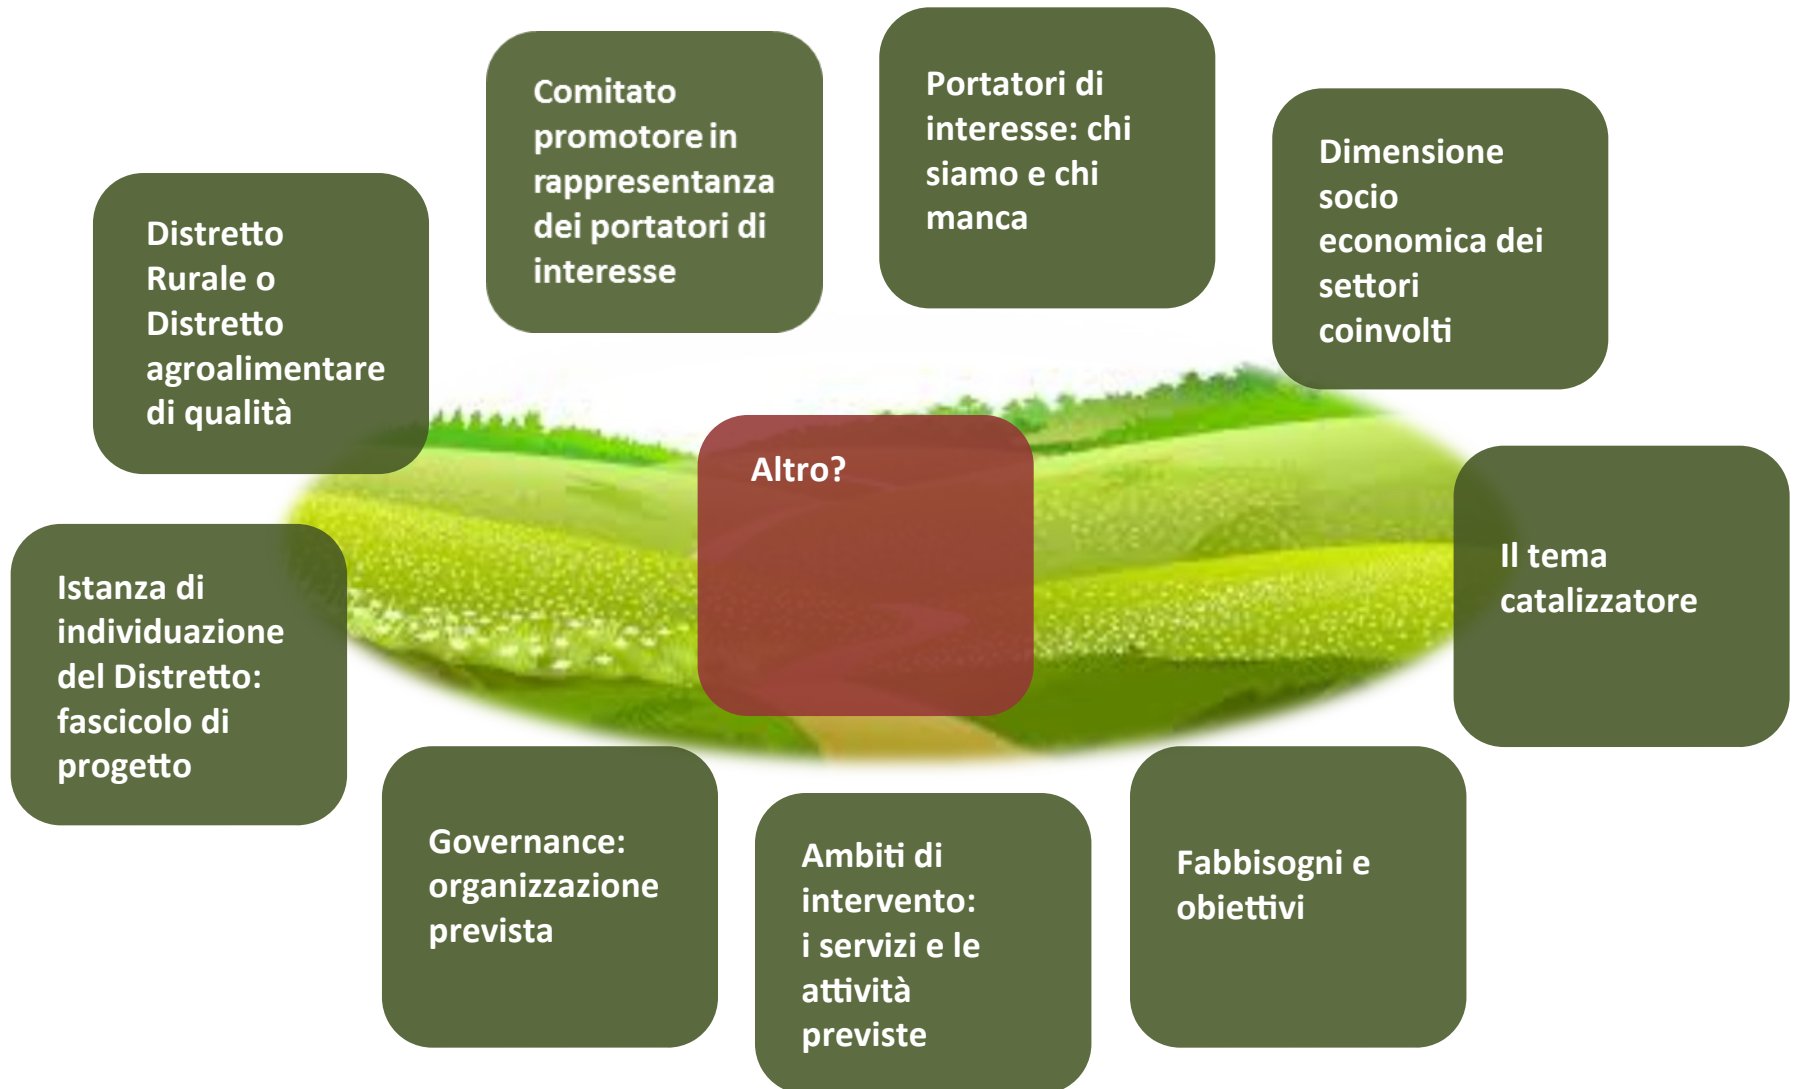 Distretto
Rurale o
Distretto
agroalimentare
di qualità
Comitato
promotore in
rappresentanza
dei portatori di
interesse
Portatori di
interesse: chi
siamo e chi
manca
Dimensione
socio
economica dei
settori
coinvolti
Il tema
catalizzatore
Fabbisogni e
obiettivi
Ambiti di
intervento:
i servizi e le
attività
previste
Governance:
organizzazione
prevista
Istanza di
individuazione
del Distretto:
fascicolo di
progetto
Altro?